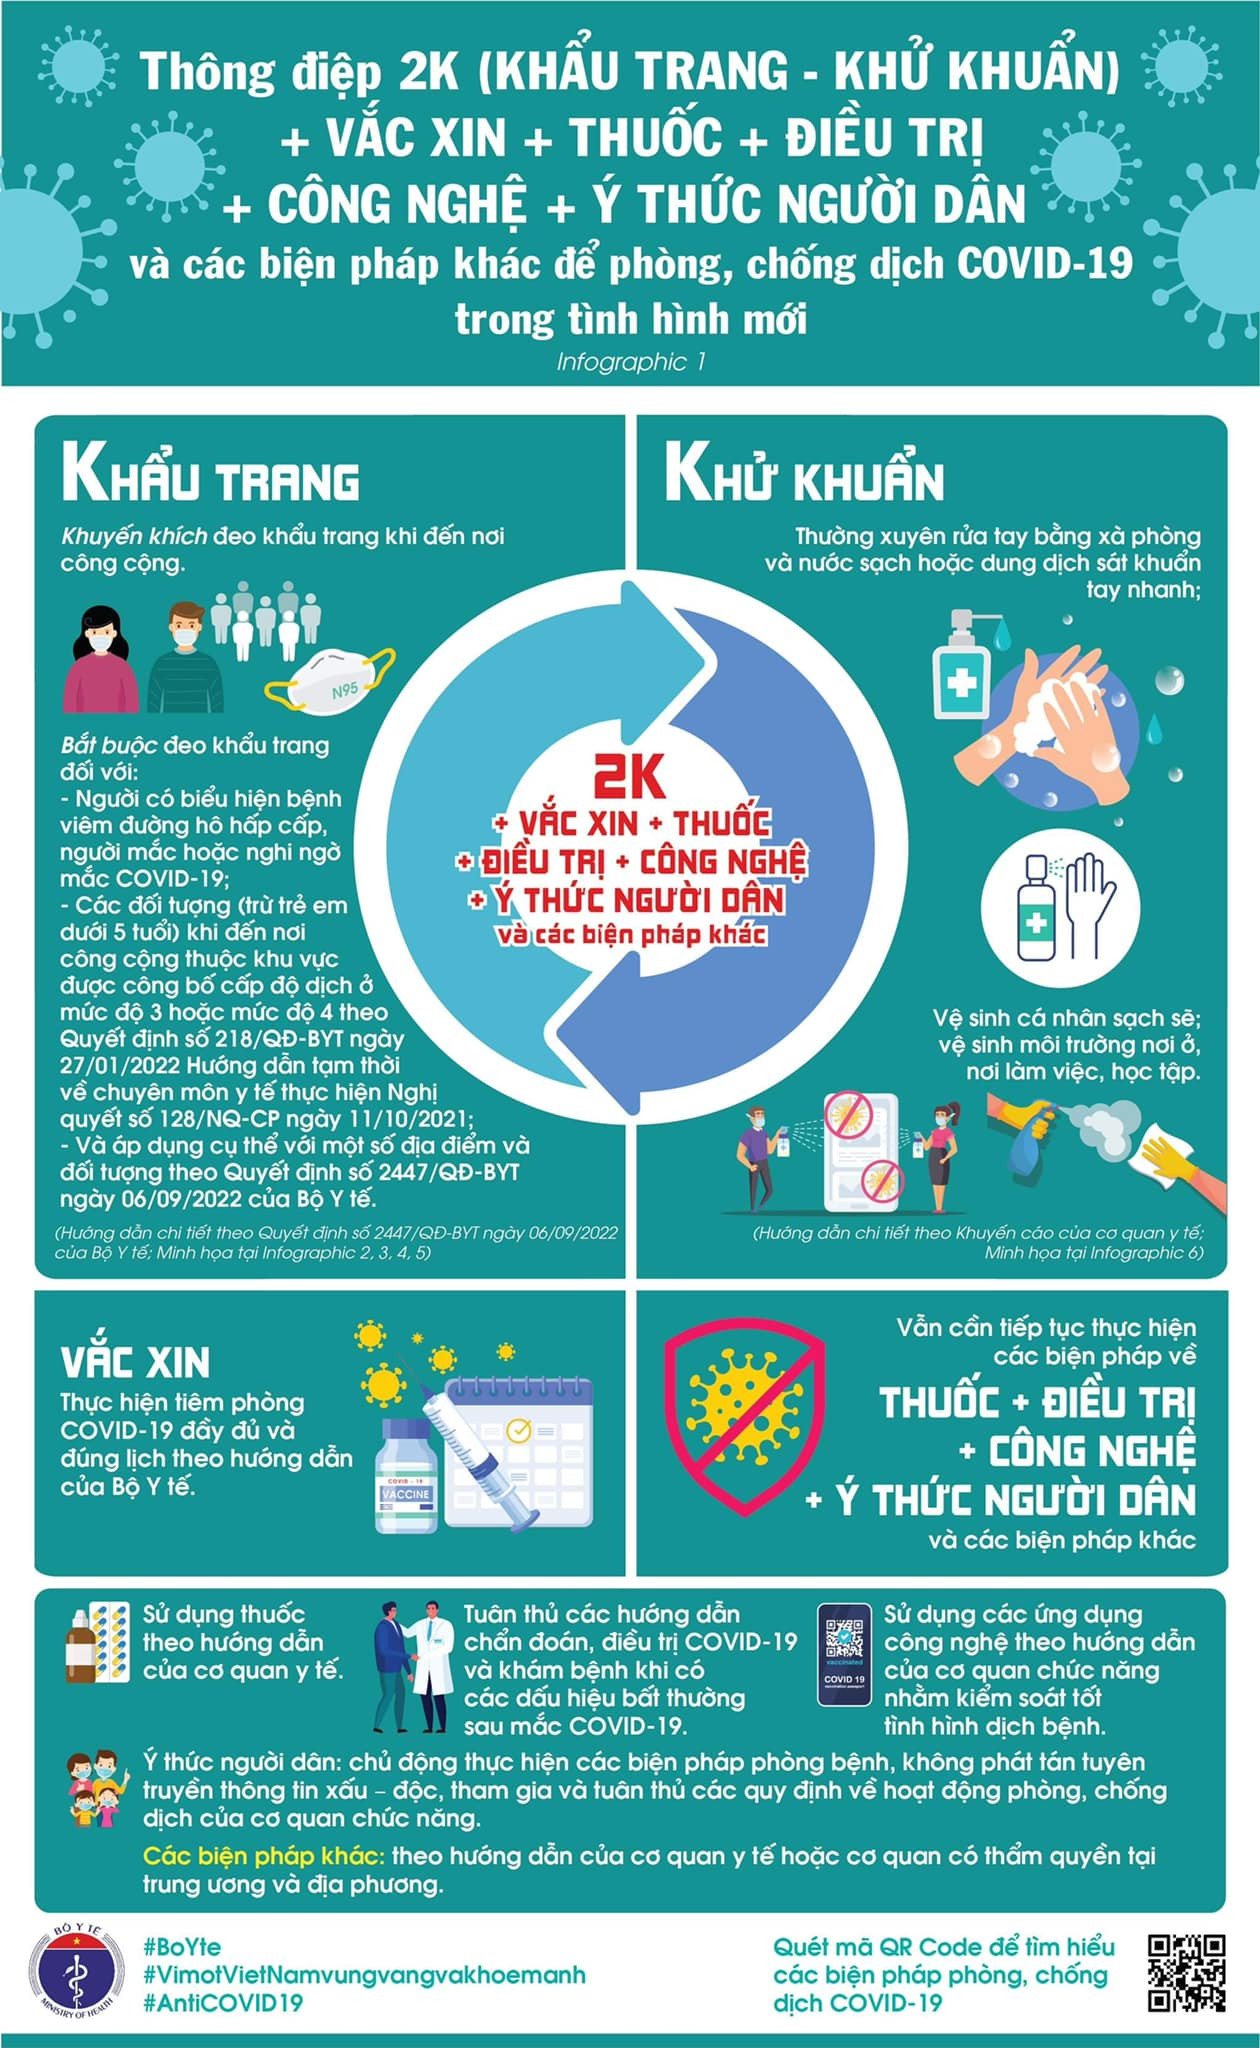 Thông điệp 2K (KHẨU TRANG - KHỬ KHUẨN)
+ VẮC XIN + THUỐC + ĐIỀU TRỊ
+ CÔNG NGHỆ + Ý THỨC NGƯỜI DÂN
và các biện pháp khác để phòng, chống dịch COVID-19
trong tình hình mới
Infographic 1
KHẨU TRANG
Khuyến khích đeo khẩu trang khi đến nơi
công cộng.
N95
Bắt buộc đeo khẩu trang
đối với:
- Người có biểu hiện bệnh
viêm đường hô hấp cấp,
người mắc hoặc nghi ngờ
mắc COVID-19;
- Các đối tượng (trừ trẻ em
dưới 5 tuổi) khi đến nơi
công cộng thuộc khu vực
được công bố cấp độ dịch ở
mức độ 3 hoặc mức độ 4 theo
Quyết định số 218/QĐ-BYT ngày
27/01/2022 Hướng dẫn tạm thời
về chuyên môn y tế thực hiện Nghị
quyết số 128/NQ-CP ngày 11/10/2021;
- Và áp dụng cụ thể với một số địa điểm và
đối tượng theo Quyết định số 2447/QĐ-BYT
ngày 06/09/2022 của Bộ Y tế.
(Hướng dẫn chi tiết theo Quyết định số 2447/QĐ-BYT ngày 06/09/2022
của Bộ Y tế; Minh họa tại Infographic 2, 3, 4, 5)
2K
+ VẮC XIN + THUỐC
+ ĐIỀU TRỊ + CÔNG NGHỆ
+ Ý THỨC NGƯỜI DÂN
và các biện pháp khác
KHỬ KHUẨN
Thường xuyên rửa tay bằng xà phòng
và nước sạch hoặc dung dịch sát khuẩn
tay nhanh;
Vệ sinh cá nhân sạch sẽ;
vệ sinh môi trường nơi ở,
nơi làm việc, học tập.
(Hướng dẫn chi tiết theo Khuyến cáo của cơ quan y tế;
Minh họa tại Infographic 6)
VẮC XIN
Thực hiện tiêm phòng
COVID-19 đầy đủ và
đúng lịch theo hướng dẫn
của Bộ Y tế.
COVID - 19
VACCINE
Vẫn cần tiếp tục thực hiện
các biện pháp về
THUỐC + ĐIỀU TRỊ
+ CÔNG NGHỆ
+ Ý THỨC NGƯỜI DÂN
và các biện pháp khác
Sử dụng thuốc
theo hướng dẫn
của cơ quan y tế.
Tuân thủ các hướng dẫn
chẩn đoán, điều trị COVID-19
và khám bệnh khi có
các dấu hiệu bất thường
sau mắc COVID-19.
vaccinated
COVID 19
vaccination passport
Sử dụng các ứng dụng
công nghệ theo hướng dẫn
của cơ quan chức năng
nhằm kiểm soát tốt
tình hình dịch bệnh.
Ý thức người dân: chủ động thực hiện các biện pháp phòng bệnh, không phát tán tuyên
truyền thông tin xấu – độc, tham gia và tuân thủ các quy định về hoạt động phòng, chống
dịch của cơ quan chức năng.
Các biện pháp khác: theo hướng dẫn của cơ quan y tế hoặc cơ quan có thẩm quyền tại
trung ương và địa phương.
BỘ Y TẾ
MINISTRY OF HEALTH
#BoYte
#VimotVietNamvungvangvakhoemanh
#AntiCOVID19
Quét mã QR Code để tìm hiểu
các biện pháp phòng, chống
dịch COVID-19